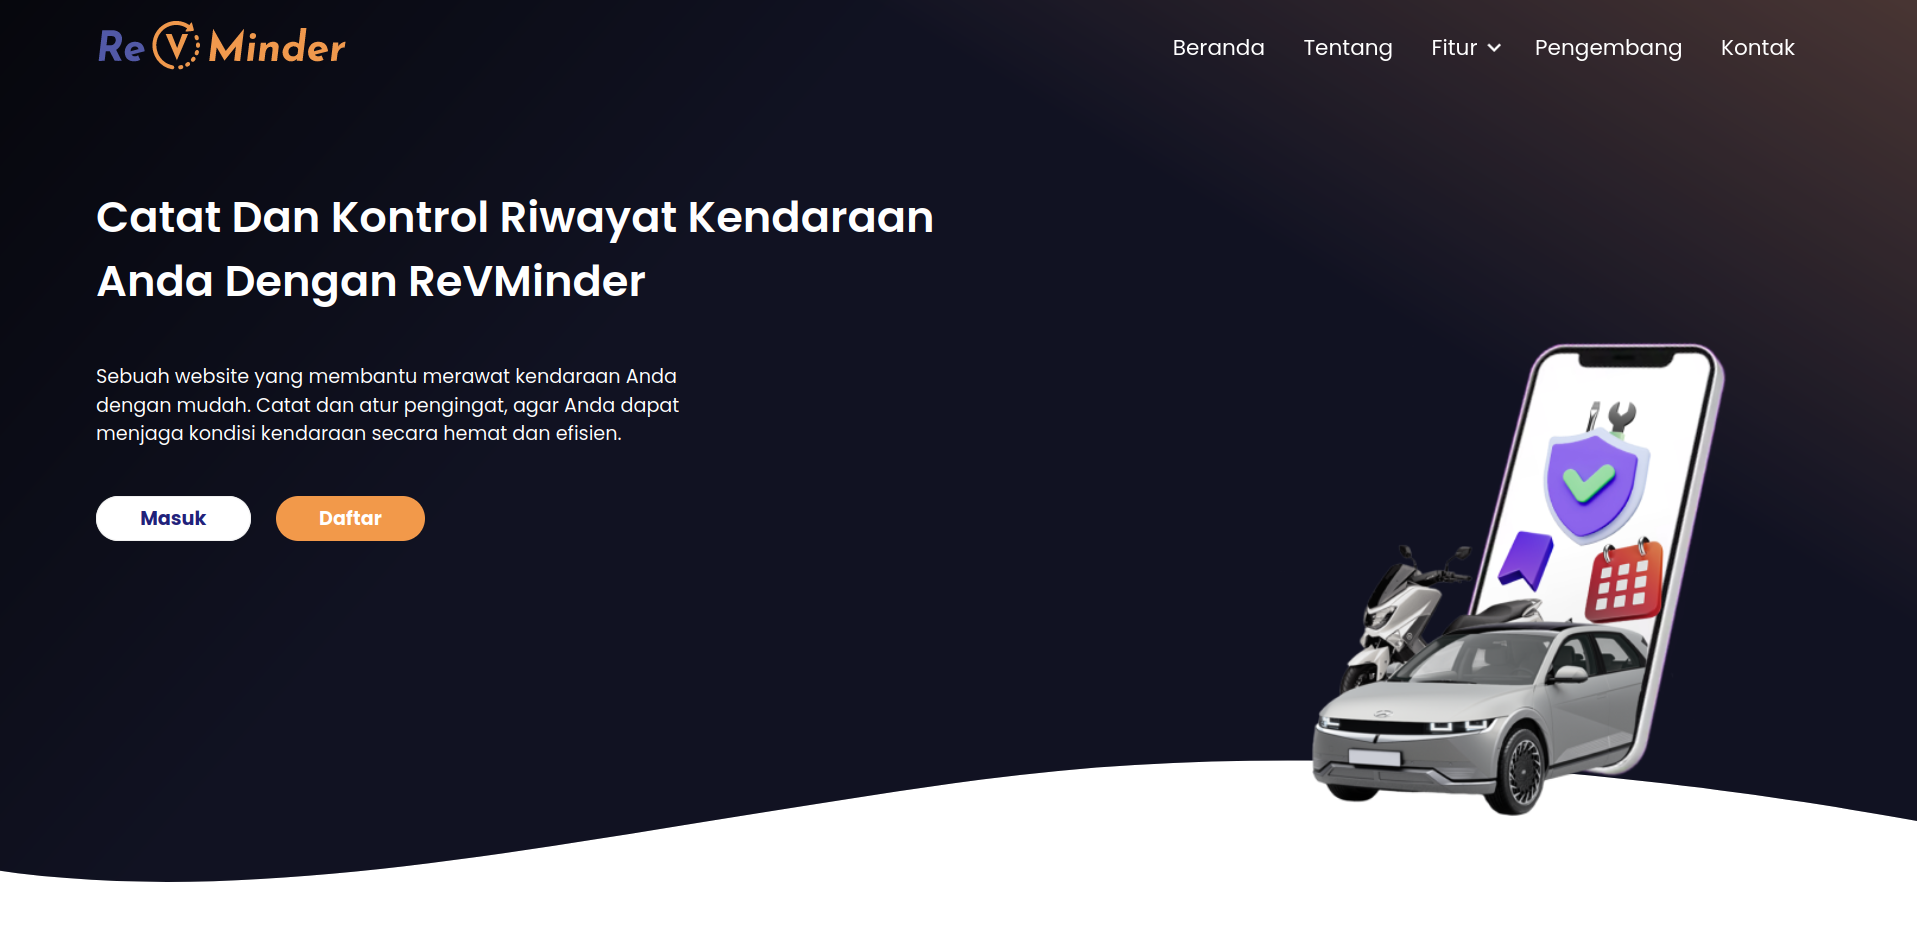 ReVMinder
Beranda Tentang Fitur Pengembang Kontak
Catat Dan Kontrol Riwayat Kendaraan
Anda Dengan ReVMinder
Sebuah website yang membantu merawat kendaraan Anda
dengan mudah. Catat dan atur pengingat, agar Anda dapat
menjaga kondisi kendaraan secara hemat dan efisien.
Masuk Daftar